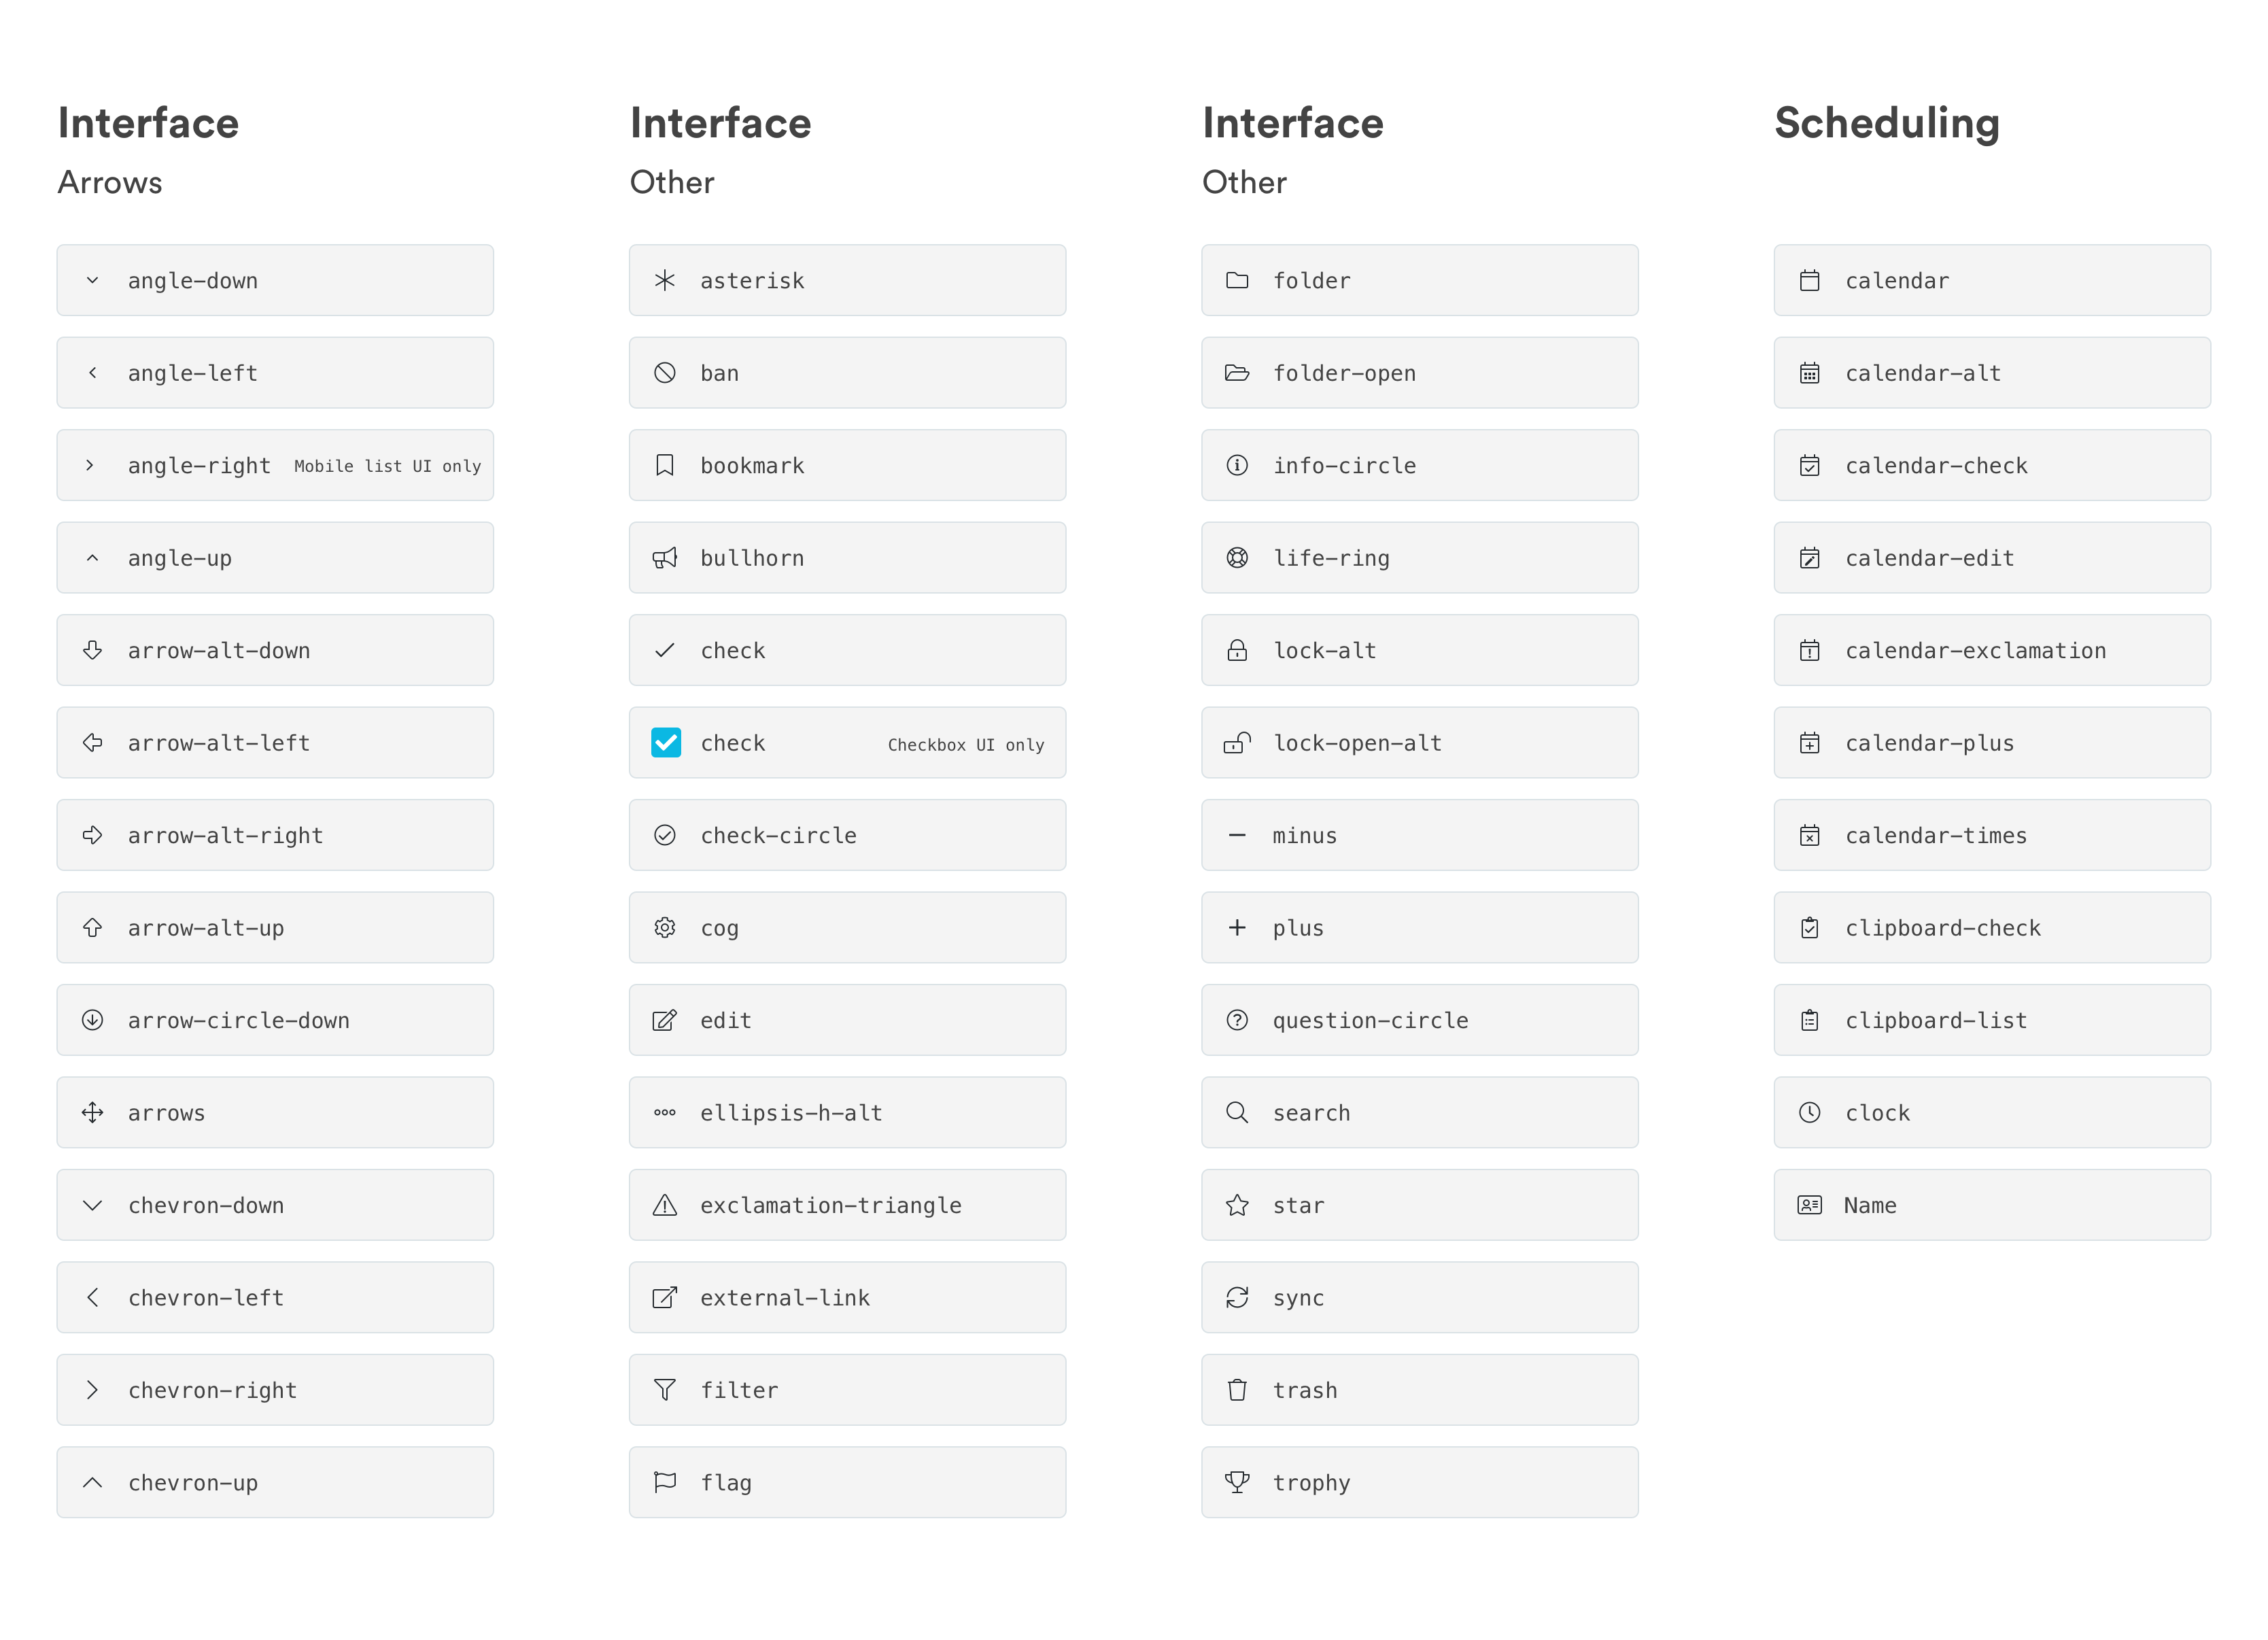 Interface
Arrows
angle-down
angle-left
angle-right Mobile list UI only
angle-up
arrow-alt-down
arrow-alt-left
arrow-alt-right
arrow-alt-up
arrow-circle-down
arrows
chevron-down
chevron-left
chevron-right
chevron-up
Interface
Other
asterisk
ban
bookmark
bullhorn
check
check Checkbox UI only
check-circle
cog
edit
ellipsis-h-alt
exclamation-triangle
external-link
filter
flag
Interface
Other
folder
folder-open
info-circle
life-ring
lock-alt
lock-open-alt
minus
plus
question-circle
search
star
sync
trash
trophy
Scheduling
calendar
calendar-alt
calendar-check
calendar-edit
calendar-exclamation
calendar-plus
calendar-times
clipboard-check
clipboard-list
clock
Name